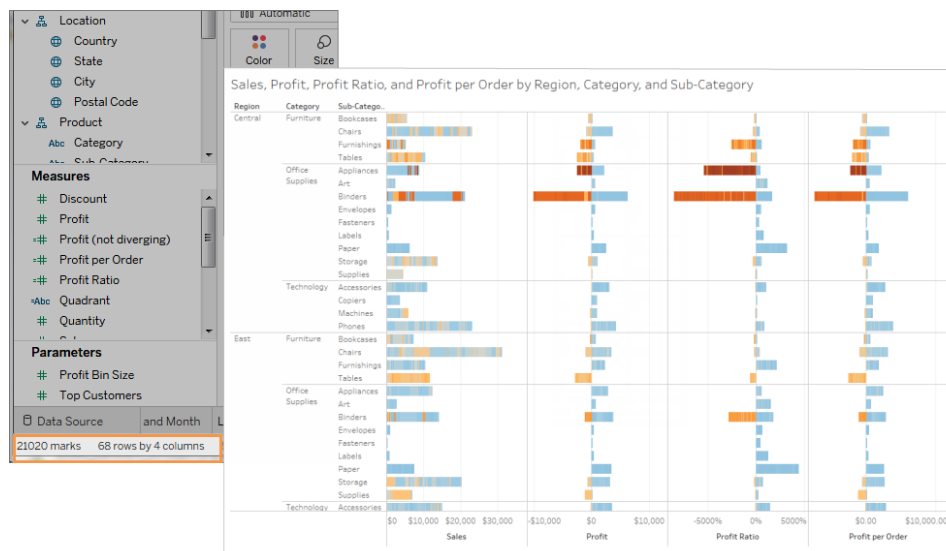 Automatic
Location
Country
State
City
Postal Code
Product
Abc Category
Abc Sub-Category
Color Size
Measures
# Discount
# Profit
=# Profit (not diverging)
=# Profit per Order
=# Profit Ratio
=Abc Quadrant
# Quantity
Parameters
# Profit Bin Size
# Top Customers
Data Source and Month L
21020 marks 68 rows by 4 columns
Sales, Profit, Profit Ratio, and Profit per Order by Region, Category, and Sub-Category
Region Category Sub-Catego..
Central Furniture Bookcases
Chairs
Furnishings
Tables
Office Supplies Appliances
Art
Binders
Envelopes
Fasteners
Labels
Paper
Storage
Supplies
Technology Accessories
Copiers
Machines
Phones
East Furniture Bookcases
Chairs
Furnishings
Tables
Office Supplies Appliances
Art
Binders
Envelopes
Fasteners
Labels
Paper
Storage
Supplies
Technology Accessories
$0 $10,000 $20,000 $30,000 -$10,000 $0 $10,000 -5000% 0% 5000% $0.00 $10,000.
Sales Profit Profit Ratio Profit per Order